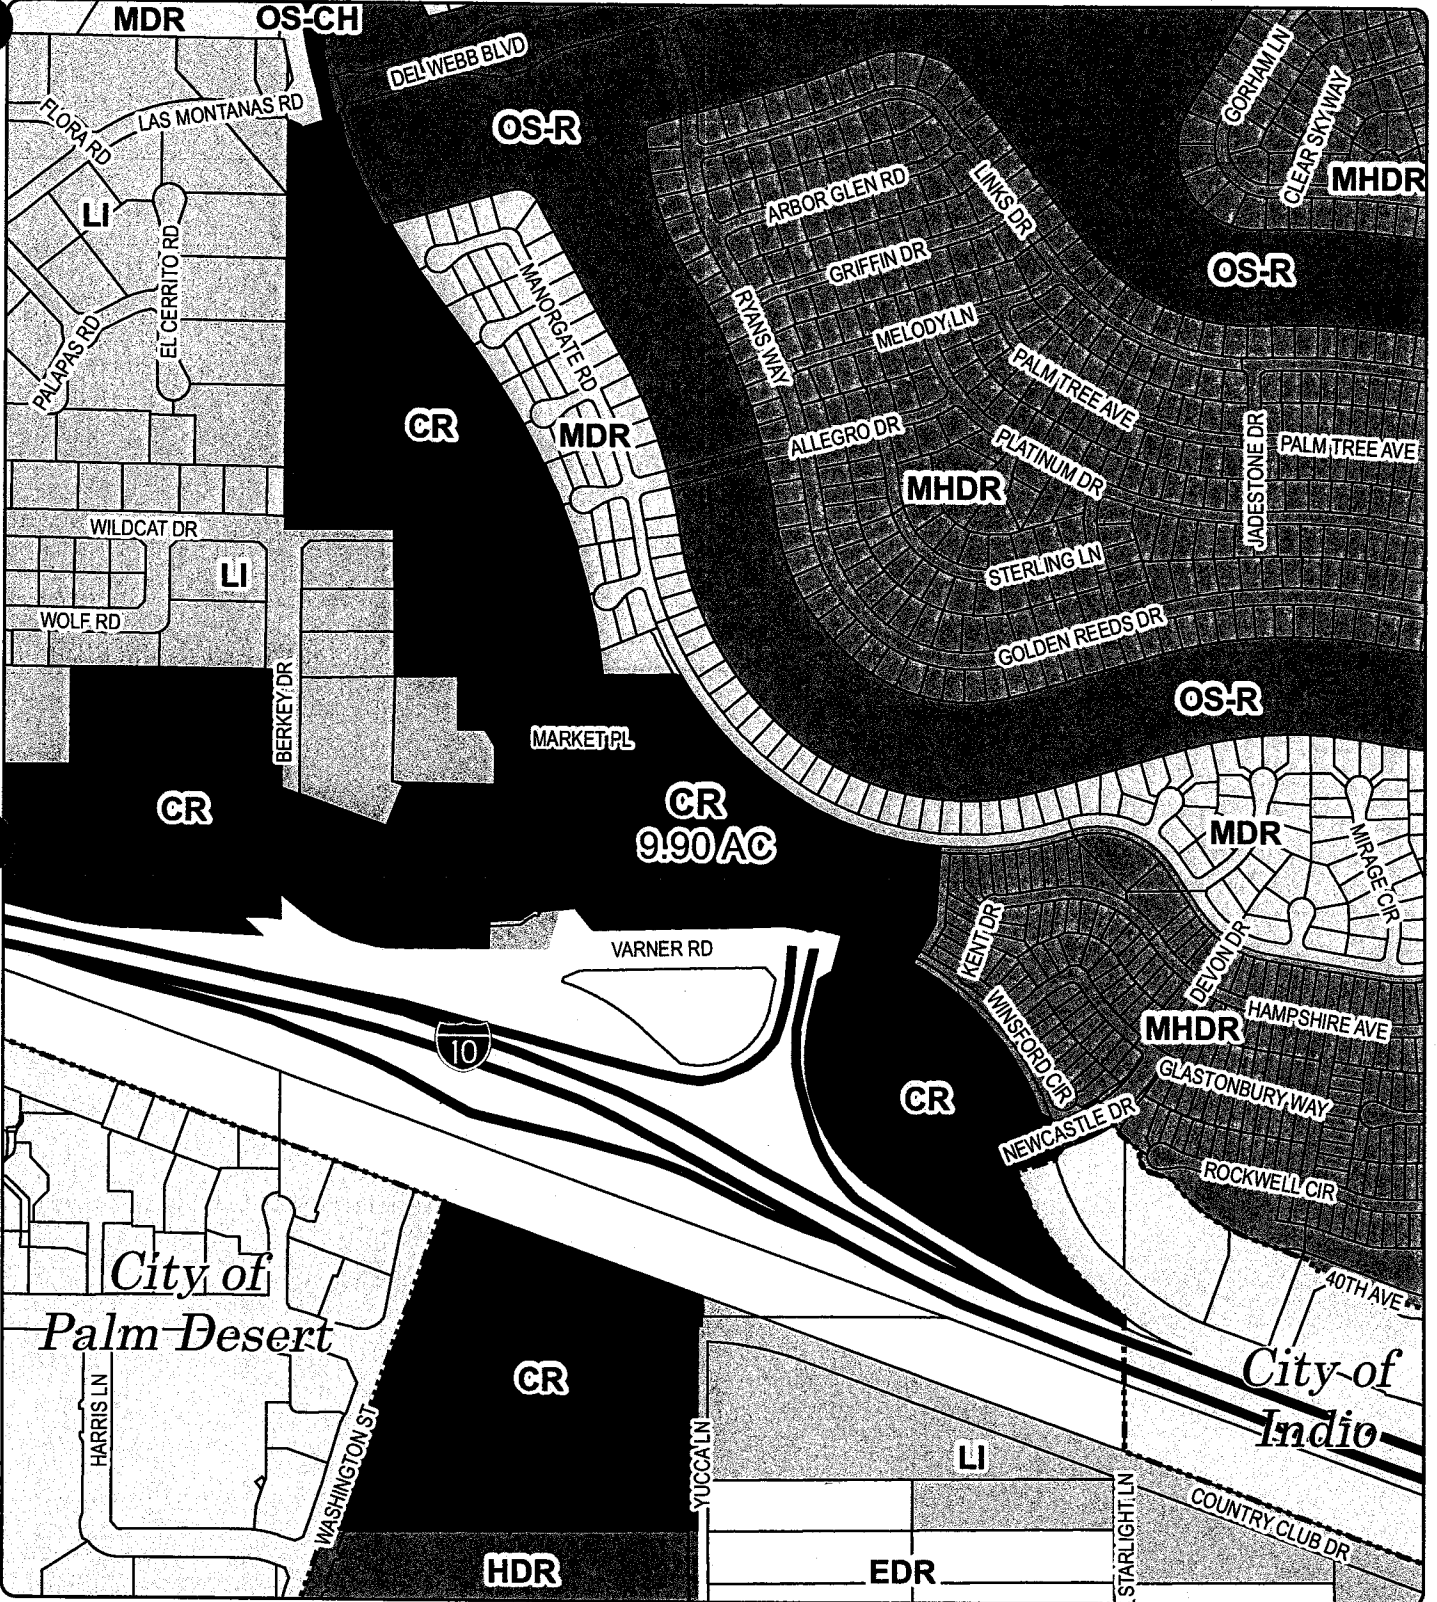 MDR
OS-CH
DEL WEBB BLVD
GORHAM LN
CLEAR SKY WAY
FLORA RD
LAS MONTANAS RD
OS-R
MHDR
ARBOR GLEN RD
LINKS DR
LI
EL CERRITO RD
GRIFFIN DR
OS-R
MANORGATE RD
RYANS WAY
MELODY LN
PALAPAS RD
PALM TREE AVE
CR
MDR
ALLEGRO DR
PLATINUM DR
JADESTONE DR
PALM TREE AVE
MHDR
WILDCAT DR
LI
STERLING LN
WOLF RD
GOLDEN REEDS DR
BERKEY DR
OS-R
MARKET PL
CR
CR
9.90 AC
MDR
MIRAGE CIR
KENT DR
VARNER RD
DEVON DR
WINSFORD CIR
HAMPSHIRE AVE
MHDR
10
GLASTONBURY WAY
CR
NEWCASTLE DR
ROCKWELL CIR
City of
Palm Desert
40TH AVE
City of
Indio
CR
HARRIS LN
WASHINGTON ST
YUCCA LN
LI
STARLIGHT LN
COUNTRY CLUB DR
HDR
EDR